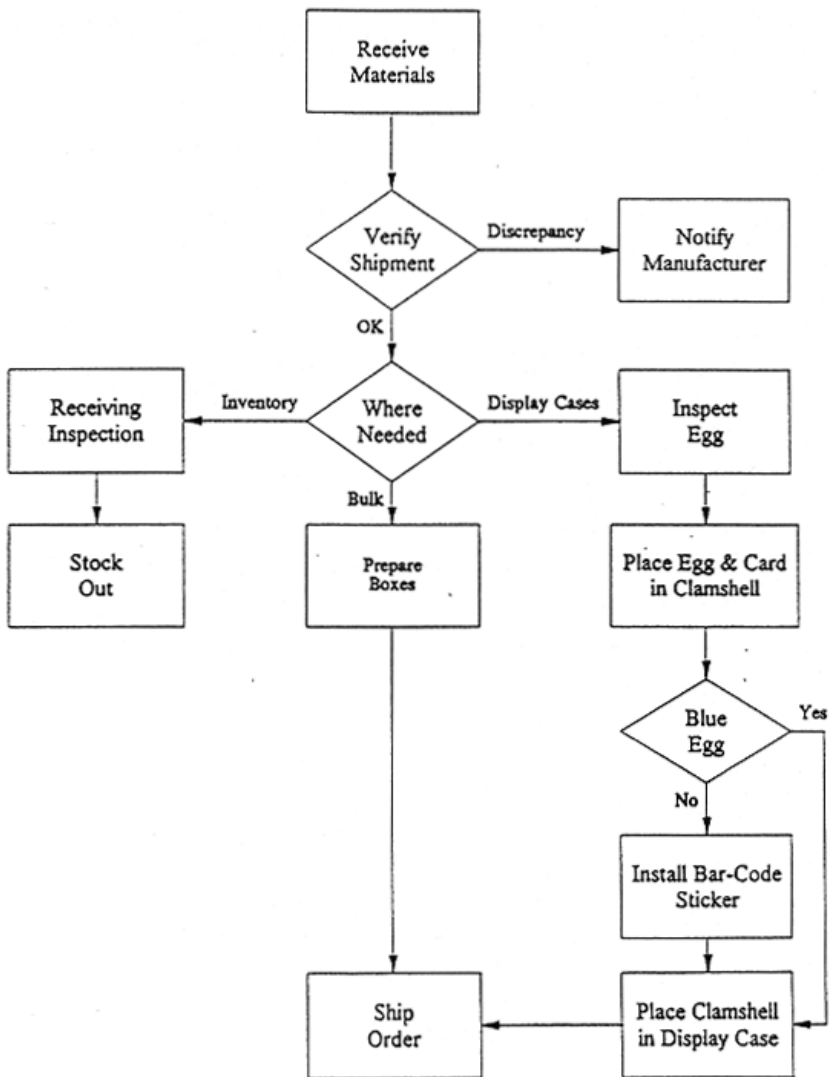 Receive
Materials
Verify
Shipment
Discrepancy
Notify
Manufacturer
OK
Receiving
Inspection
Inventory
Where
Needed
Display Cases
Inspect
Egg
Bulk
Stock
Out
Prepare
Boxes
Place Egg & Card
in Clamshell
Blue
Egg
Yes
No
Install Bar-Code
Sticker
Ship
Order
Place Clamshell
in Display Case